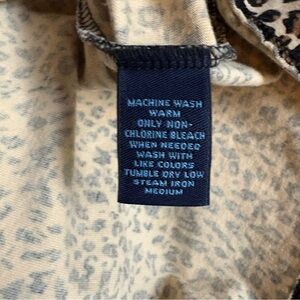 MACHINE WASH
WARM
ONLY NON-
CHLORINE BLEACH
WHEN NEEDED
WASH WITH
LIKE COLORS
TUMBLE DRY LOW
STEAM IRON
MEDIUM